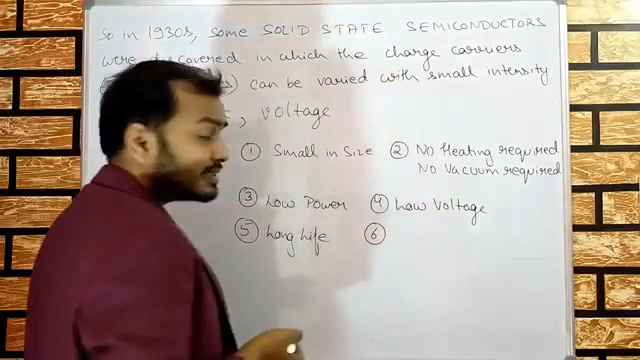 So in 1930s, some SOLID STATE SEMICONDUCTORS
were discovered in which the charge carriers
can be varied with small intensity
, Voltage
① Small in Size ② No Heating required
No Vacuum required
③ Low Power ④ Low Voltage
⑤ Long Life ⑥